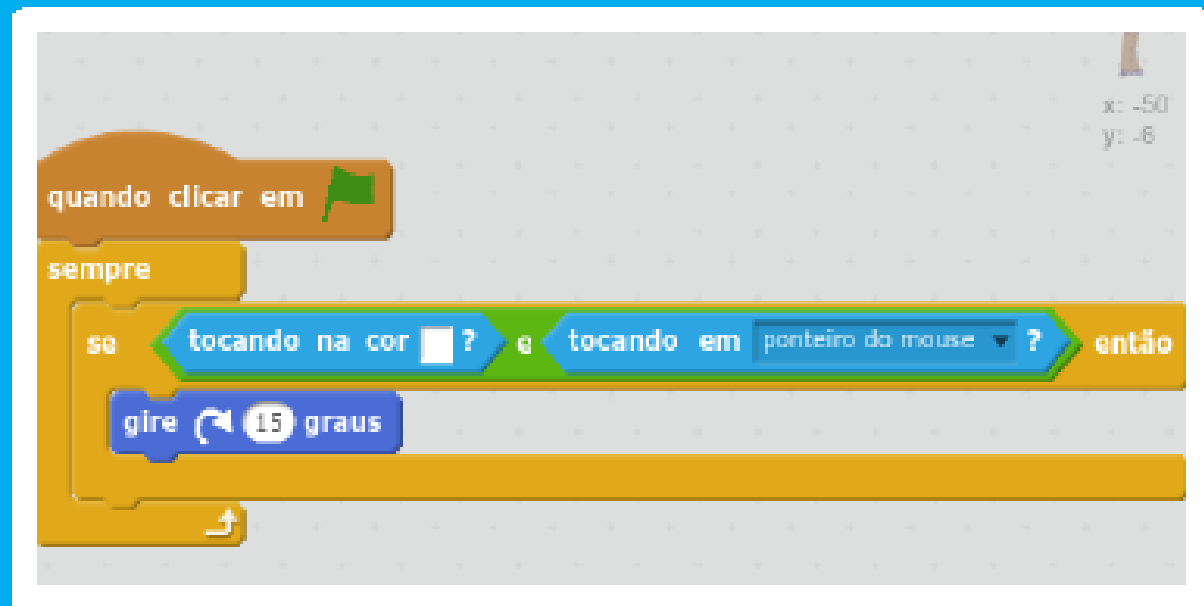 x: -50
y: -6
quando clicar em
sempre
se tocando na cor ? e tocando em ponteiro do mouse ? então
gire 15 graus